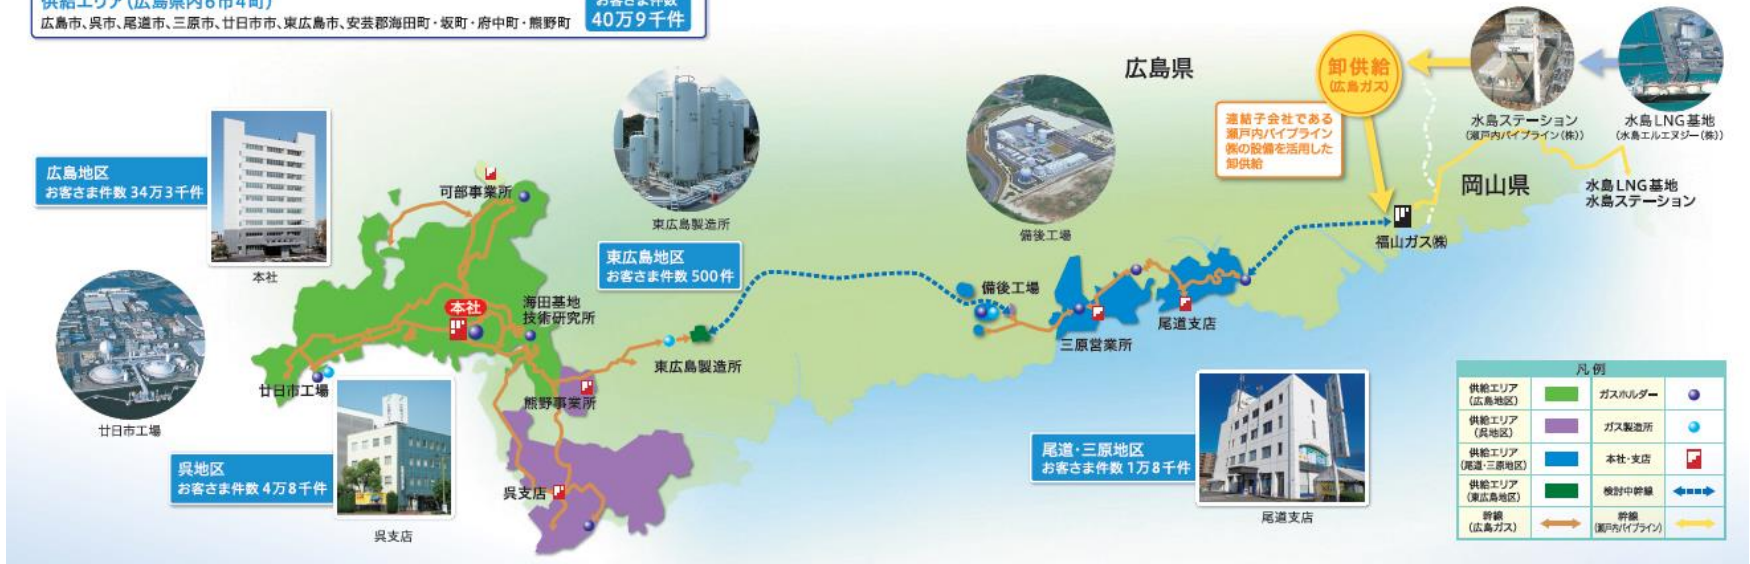 供給エリア(広島県内6市4町)
お客さま件数
広島市、呉市、尾道市、三原市、廿日市市、東広島市、安芸郡海田町・坂町・府中町・熊野町
40万9千件
広島県
卸供給
(広島ガス)
水島ステーション
(瀬戸内パイプライン(株))
水島LNG基地
(水島エルエヌジー(株))
連結子会社である
瀬戸内パイプライン
㈱の設備を活用した
卸供給
広島地区
お客さま件数 34万3千件
本社
可部事業所
東広島製造所
備後工場
岡山県
水島LNG基地
水島ステーション
福山ガス㈱
東広島地区
お客さま件数 500件
本社
海田基地
技術研究所
備後工場
尾道支店
三原営業所
東広島製造所
廿日市工場
廿日市工場
熊野事業所
呉地区
お客さま件数 4万8千件
呉支店
呉支店
尾道・三原地区
お客さま件数 1万8千件
尾道支店
凡例
供給エリア
(広島地区)
ガスホルダー
供給エリア
(呉地区)
ガス製造所
供給エリア
(尾道・三原地区)
本社・支店
供給エリア
(東広島地区)
検討中幹線
幹線
(広島ガス)
幹線
(瀬戸内パイプライン)